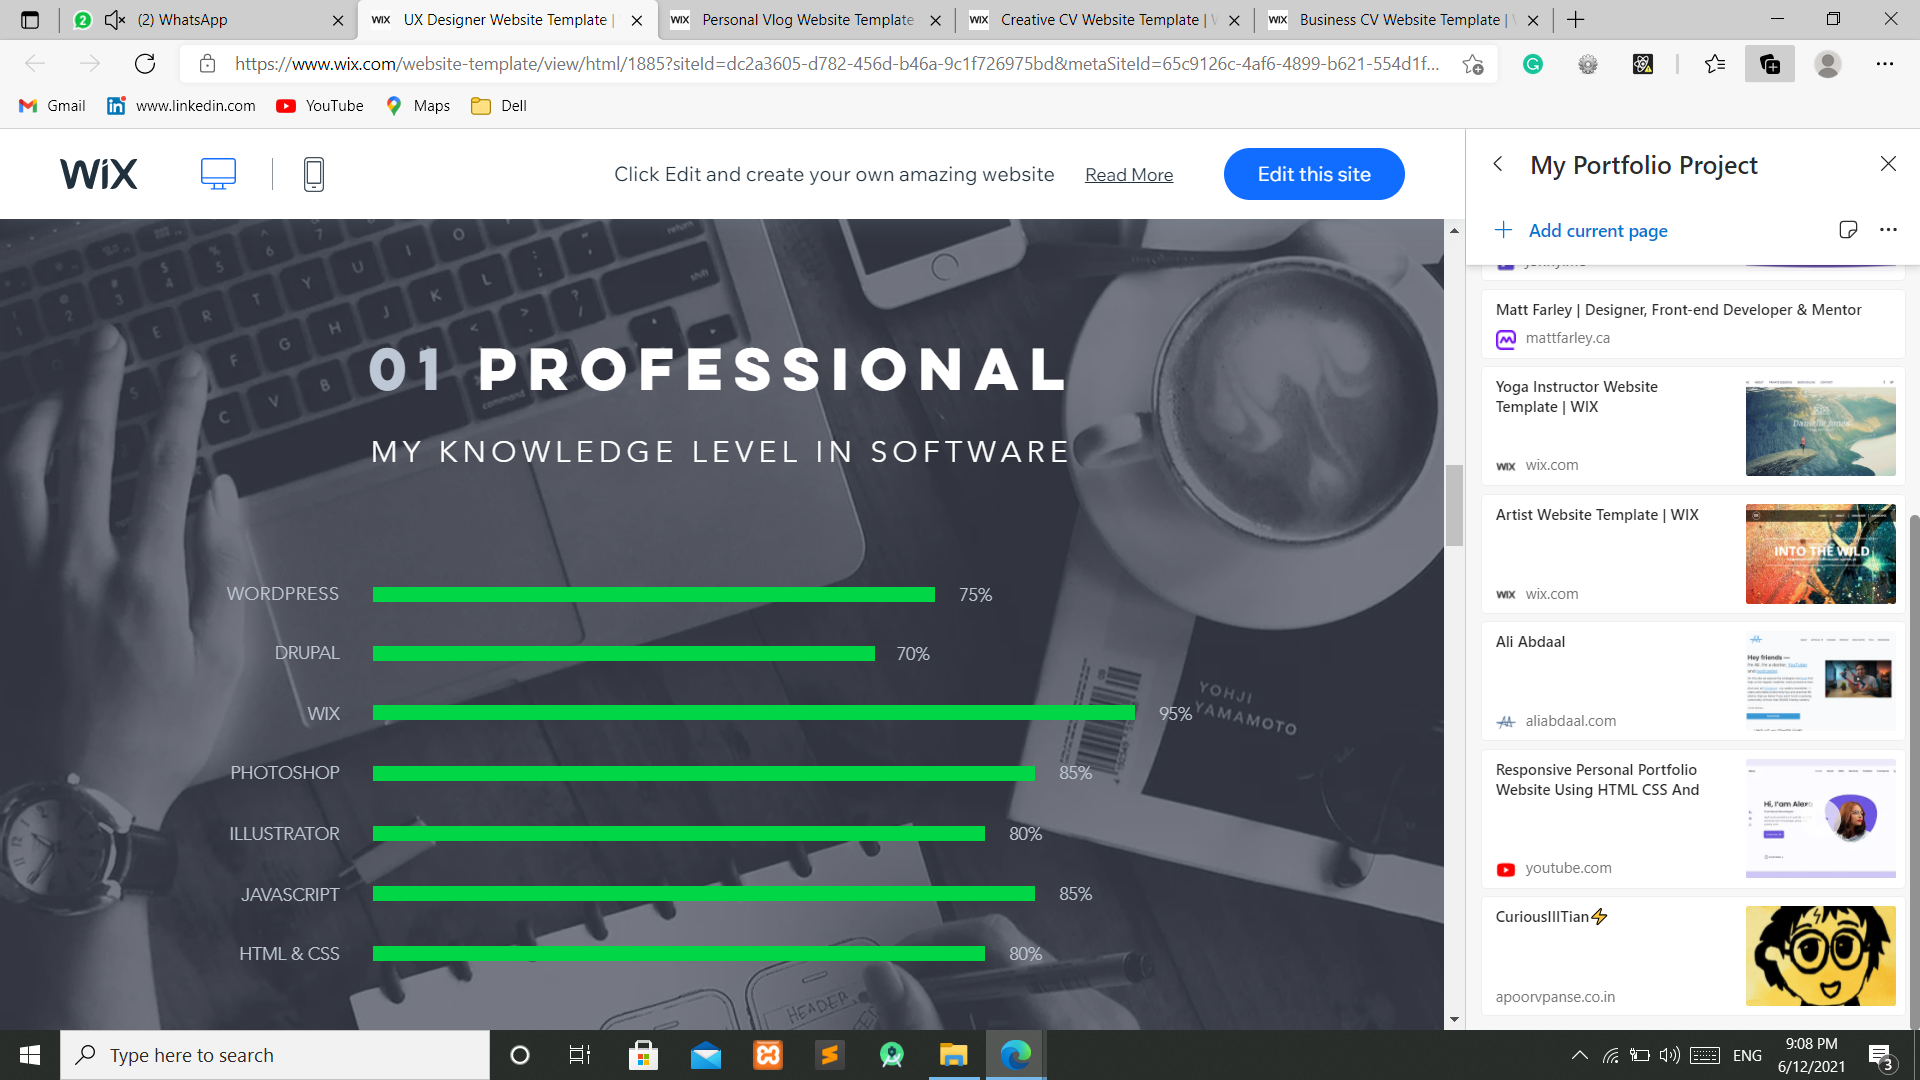 (2) WhatsApp
UX Designer Website Template |
Personal Vlog Website Template
Creative CV Website Template |
Business CV Website Template |
https://www.wix.com/website-template/view/html/1885?siteId=dc2a3605-d782-456d-b46a-9c1f726975bd&metaSiteId=65c9126c-4af6-4899-b621-554d1f...
Gmail
www.linkedin.com
YouTube
Maps
Dell
WiX
Click Edit and create your own amazing website
Read More
Edit this site
01 PROFESSIONAL
MY KNOWLEDGE LEVEL IN SOFTWARE
WORDPRESS 75%
DRUPAL 70%
WIX 95%
PHOTOSHOP 85%
ILLUSTRATOR 80%
JAVASCRIPT 85%
HTML & CSS 80%
YOHJI
YAMAMOTO
HEADER
My Portfolio Project
Add current page
Matt Farley | Designer, Front-end Developer & Mentor
mattfarley.ca
Yoga Instructor Website
Template | WIX
wix.com
Artist Website Template | WIX
INTO THE WILD
wix.com
Ali Abdaal
Hey friends
aliabdaal.com
Responsive Personal Portfolio
Website Using HTML CSS And
Hi, I'am Alexa
youtube.com
CuriousIIITian⚡
apoorvpanse.co.in
Type here to search
ENG
9:08 PM
6/12/2021
3